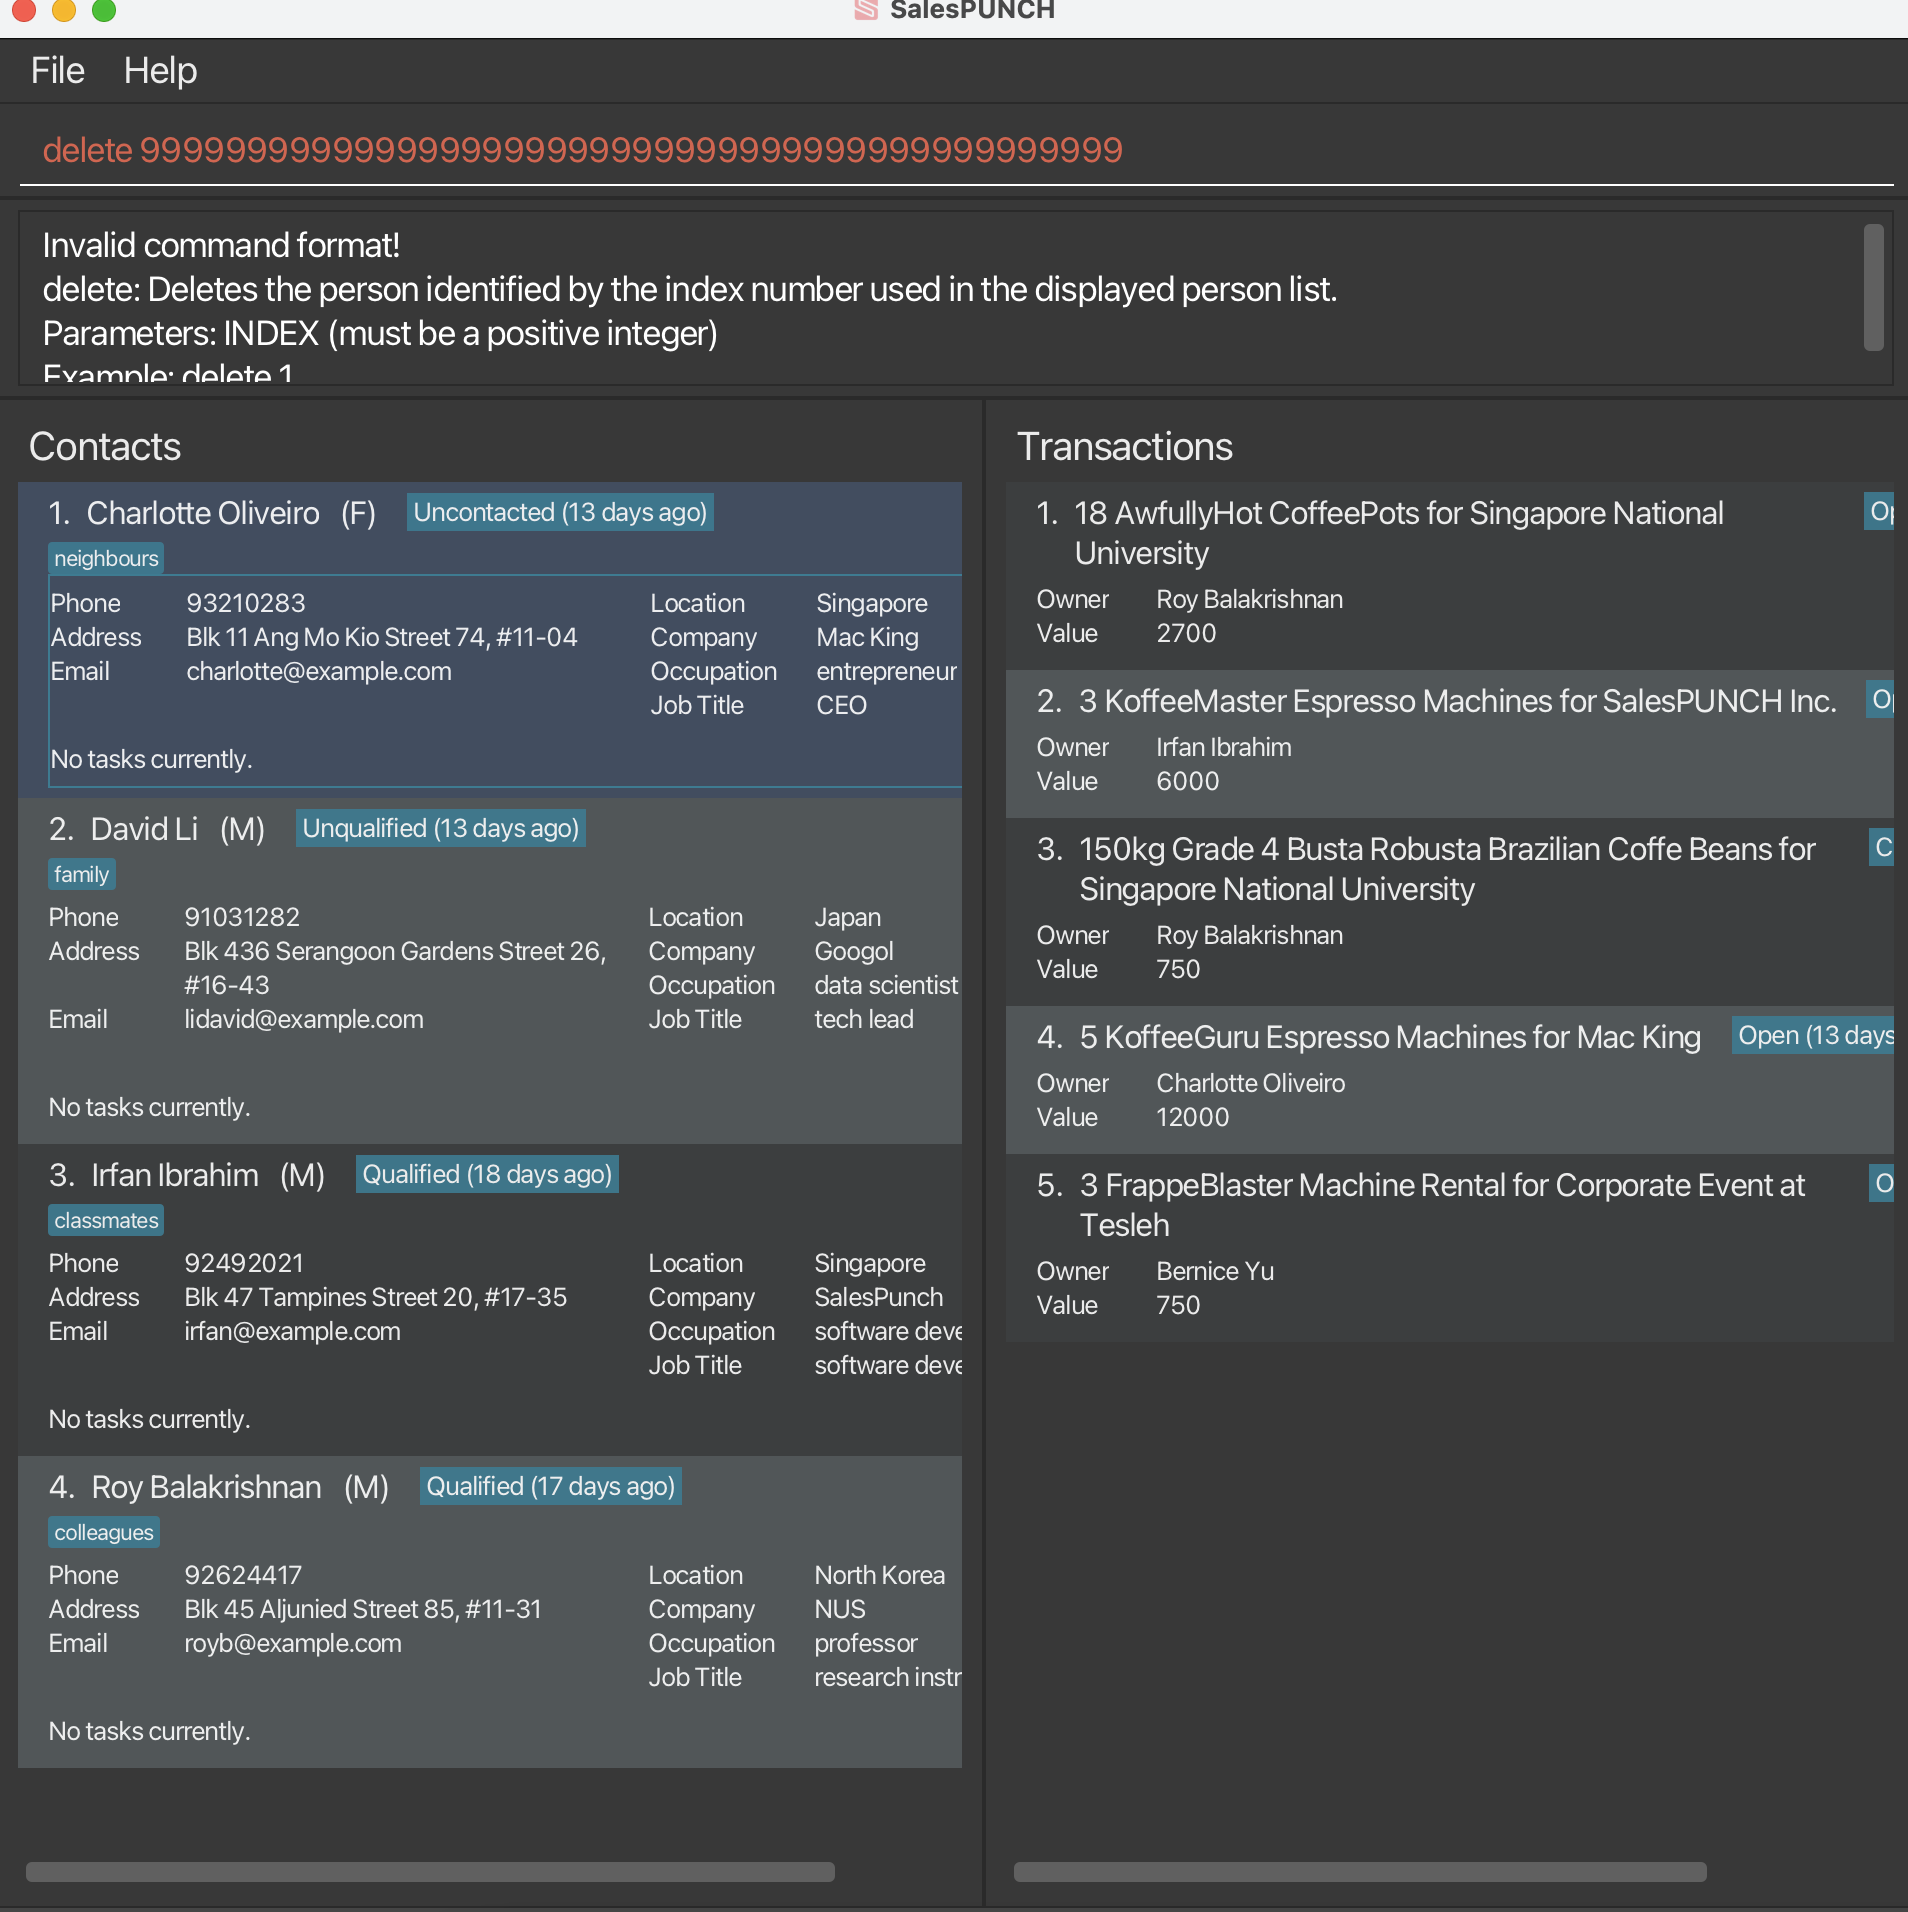 SalesPUNCH
File Help
delete 9999999999999999999999999999999999999999999999
Invalid command format!
delete: Deletes the person identified by the index number used in the displayed person list.
Parameters: INDEX (must be a positive integer)
Example: delete 1
Contacts
1. Charlotte Oliveiro (F) Uncontacted (13 days ago)
neighbours
Phone 93210283 Location Singapore
Address Blk 11 Ang Mo Kio Street 74, #11-04 Company Mac King
Email charlotte@example.com Occupation entrepreneur
Job Title CEO
No tasks currently.
2. David Li (M) Unqualified (13 days ago)
family
Phone 91031282 Location Japan
Address Blk 436 Serangoon Gardens Street 26, Company Googol
#16-43 Occupation data scientist
Email lidavid@example.com Job Title tech lead
No tasks currently.
3. Irfan Ibrahim (M) Qualified (18 days ago)
classmates
Phone 92492021 Location Singapore
Address Blk 47 Tampines Street 20, #17-35 Company SalesPunch
Email irfan@example.com Occupation software deve
Job Title software deve
No tasks currently.
4. Roy Balakrishnan (M) Qualified (17 days ago)
colleagues
Phone 92624417 Location North Korea
Address Blk 45 Aljunied Street 85, #11-31 Company NUS
Email royb@example.com Occupation professor
Job Title research instr
No tasks currently.
Transactions
1. 18 AwfullyHot CoffeePots for Singapore National Op
University
Owner Roy Balakrishnan
Value 2700
2. 3 KoffeeMaster Espresso Machines for SalesPUNCH Inc. Op
Owner Irfan Ibrahim
Value 6000
3. 150kg Grade 4 Busta Robusta Brazilian Coffe Beans for C
Singapore National University
Owner Roy Balakrishnan
Value 750
4. 5 KoffeeGuru Espresso Machines for Mac King Open (13 days
Owner Charlotte Oliveiro
Value 12000
5. 3 FrappeBlaster Machine Rental for Corporate Event at O
Tesleh
Owner Bernice Yu
Value 750